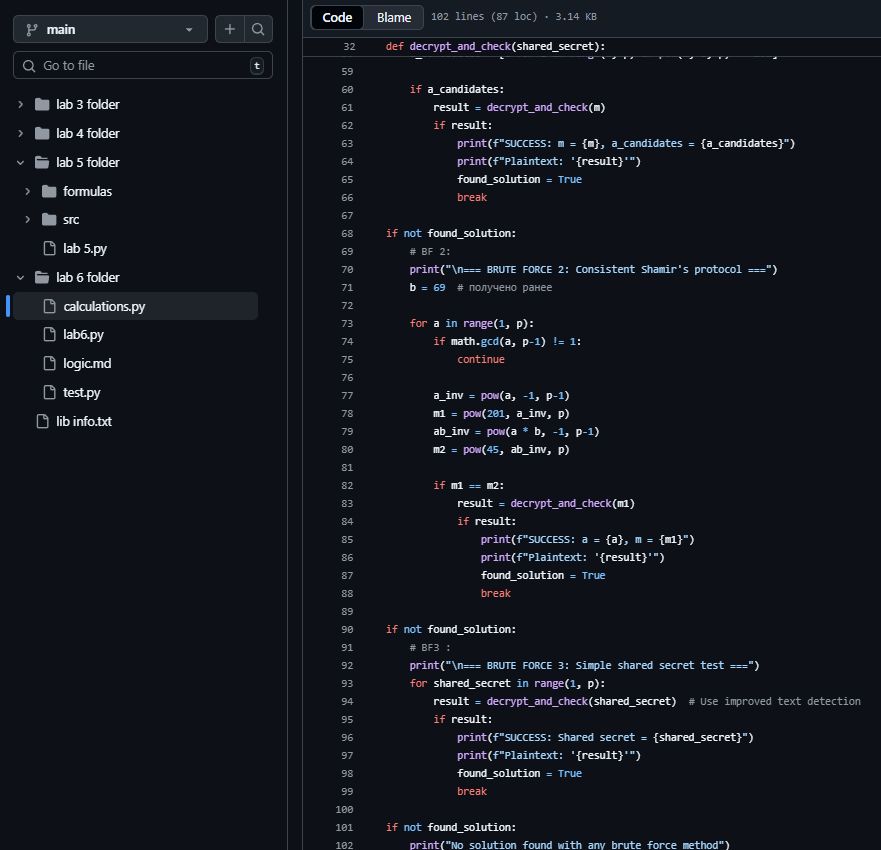 main
Go to file
t
lab 3 folder
lab 4 folder
lab 5 folder
formulas
src
lab 5.py
lab 6 folder
calculations.py
lab6.py
logic.md
test.py
lib info.txt
Code Blame 102 lines (87 loc) · 3.14 KB
32 def decrypt_and_check(shared_secret):
59
60 if a_candidates:
61 result = decrypt_and_check(m)
62 if result:
63 print(f"SUCCESS: m = {m}, a_candidates = {a_candidates}")
64 print(f"Plaintext: '{result}'")
65 found_solution = True
66 break
67
68 if not found_solution:
69 # BF 2:
70 print("\n=== BRUTE FORCE 2: Consistent Shamir's protocol ===")
71 b = 69 # получено ранее
72
73 for a in range(1, p):
74 if math.gcd(a, p-1) != 1:
75 continue
76
77 a_inv = pow(a, -1, p-1)
78 m1 = pow(201, a_inv, p)
79 ab_inv = pow(a * b, -1, p-1)
80 m2 = pow(45, ab_inv, p)
81
82 if m1 == m2:
83 result = decrypt_and_check(m1)
84 if result:
85 print(f"SUCCESS: a = {a}, m = {m1}")
86 print(f"Plaintext: '{result}'")
87 found_solution = True
88 break
89
90 if not found_solution:
91 # BF3 :
92 print("\n=== BRUTE FORCE 3: Simple shared secret test ===")
93 for shared_secret in range(1, p):
94 result = decrypt_and_check(shared_secret) # Use improved text detection
95 if result:
96 print(f"SUCCESS: Shared secret = {shared_secret}")
97 print(f"Plaintext: '{result}'")
98 found_solution = True
99 break
100
101 if not found_solution:
102 print("No solution found with any brute force method")